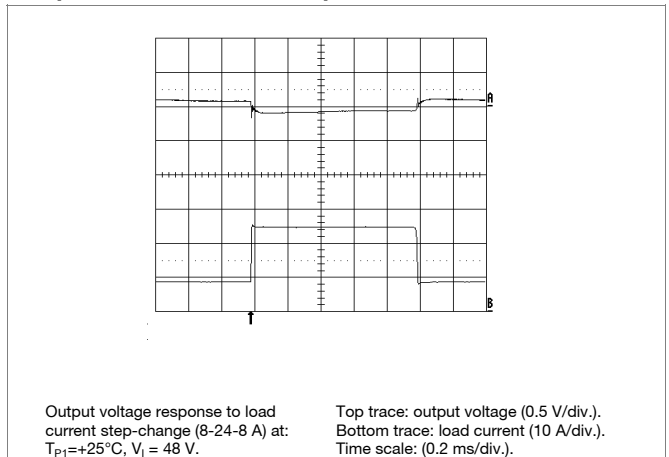 A
B
Output voltage response to load
current step-change (8-24-8 A) at:
TP1=+25°C, VI = 48 V.
Top trace: output voltage (0.5 V/div.).
Bottom trace: load current (10 A/div.).
Time scale: (0.2 ms/div.).